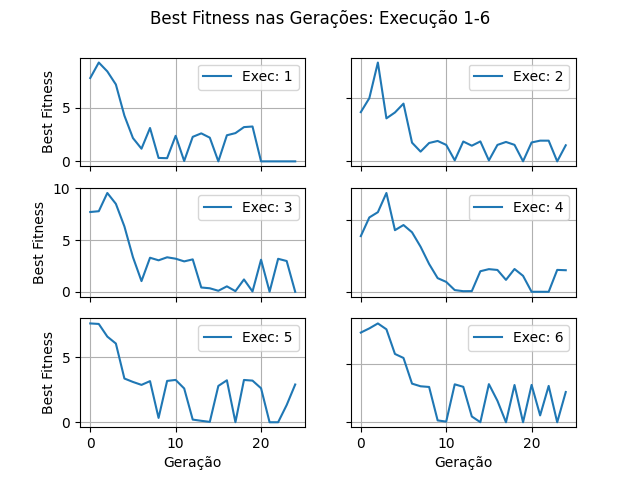 Best Fitness nas Gerações: Execução 1-6
Best Fitness
5
0
Exec: 1
Exec: 2
Best Fitness
10
5
0
Exec: 3
Exec: 4
Best Fitness
5
0
Exec: 5
Exec: 6
0 10 20
Geração
0 10 20
Geração